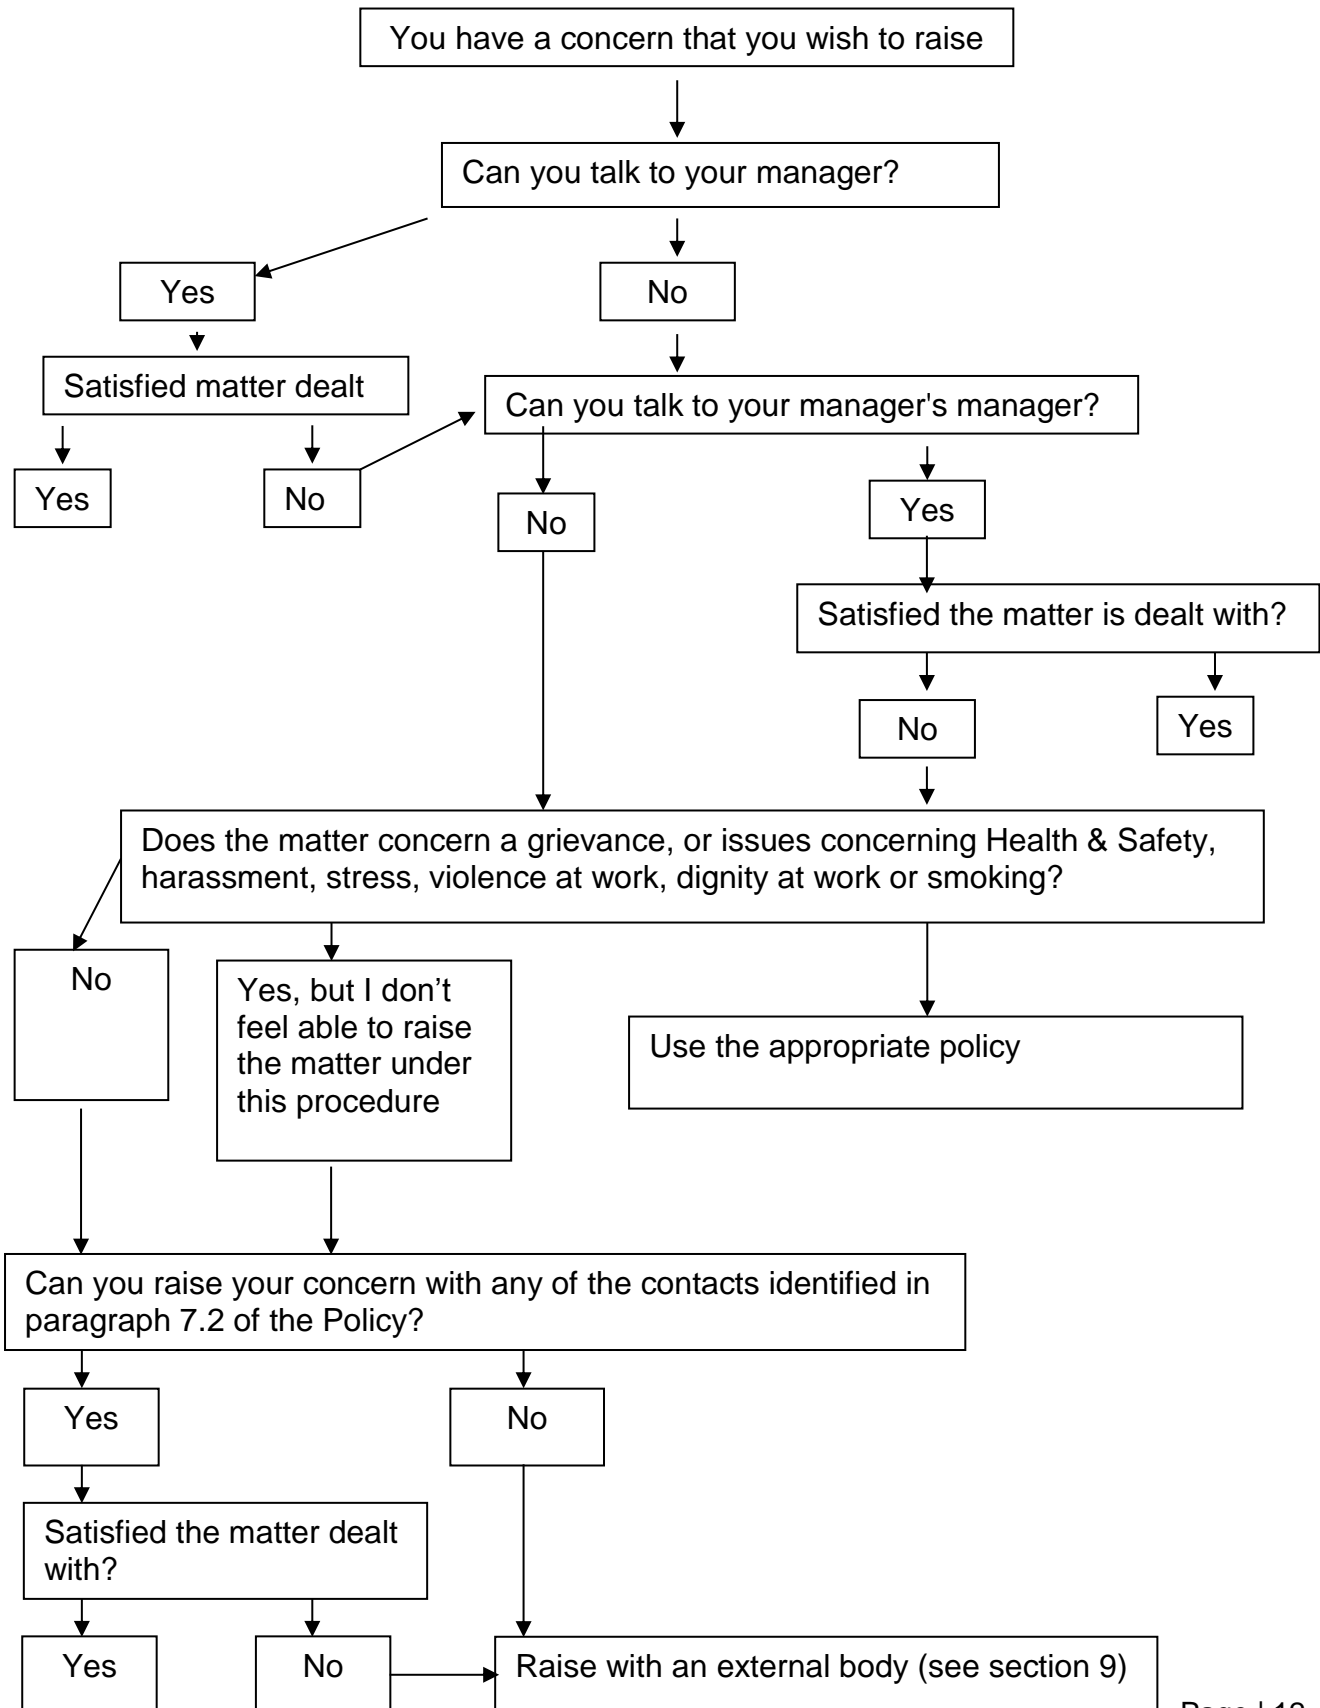 You have a concern that you wish to raise
Can you talk to your manager?
Yes
No
Satisfied matter dealt
Can you talk to your manager's manager?
Yes
No
No
Yes
Satisfied the matter is dealt with?
No
Yes
Does the matter concern a grievance, or issues concerning Health & Safety,
harassment, stress, violence at work, dignity at work or smoking?
No
Yes, but I don’t
feel able to raise
the matter under
this procedure
Use the appropriate policy
Can you raise your concern with any of the contacts identified in
paragraph 7.2 of the Policy?
Yes
No
Satisfied the matter dealt
with?
Yes
No
Raise with an external body (see section 9)
Page |